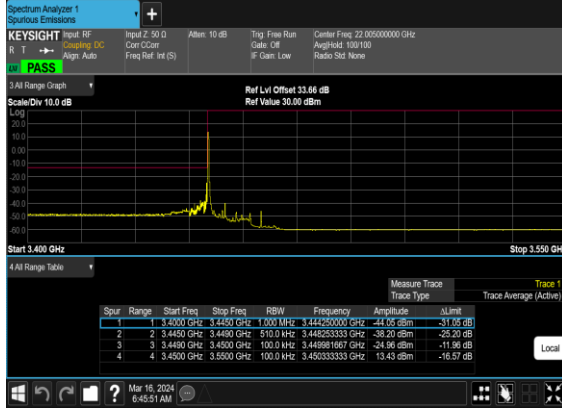 Spectrum Analyzer 1
Spurious Emissions
+
KEYSIGHT Input: RF Input Z: 50 Ω Atten: 10 dB Trig: Free Run Center Freq: 22.005000000 GHz
R T Coupling: DC Corr CCorr Gate: Off Avg|Hold: 100/100
Align: Auto Freq Ref: Int (S) IF Gain: Low Radio Std: None
PASS
3 All Range Graph
Ref Lvl Offset 33.66 dB
Scale/Div 10.0 dB Ref Value 30.00 dBm
Log
20.0
10.0
0.00
-10.0
-20.0
-30.0
-40.0
-50.0
-60.0
Start 3.400 GHz Stop 3.550 GH
4 All Range Table
Measure Trace Trace 1
Trace Type Trace Average (Active)
Spur Range Start Freq Stop Freq RBW Frequency Amplitude ΔLimit
1 1 3.4000 GHz 3.4450 GHz 1.000 MHz 3.444250000 GHz -44.05 dBm -31.05 dB
2 2 3.4450 GHz 3.4490 GHz 510.0 kHz 3.448253333 GHz -38.20 dBm -25.20 dB
3 3 3.4490 GHz 3.4500 GHz 100.0 kHz 3.449981667 GHz -24.96 dBm -11.96 dB
4 4 3.4500 GHz 3.5500 GHz 100.0 kHz 3.450333333 GHz 13.43 dBm -16.57 dB
Local
? Mar 16, 2024
6:45:51 AM